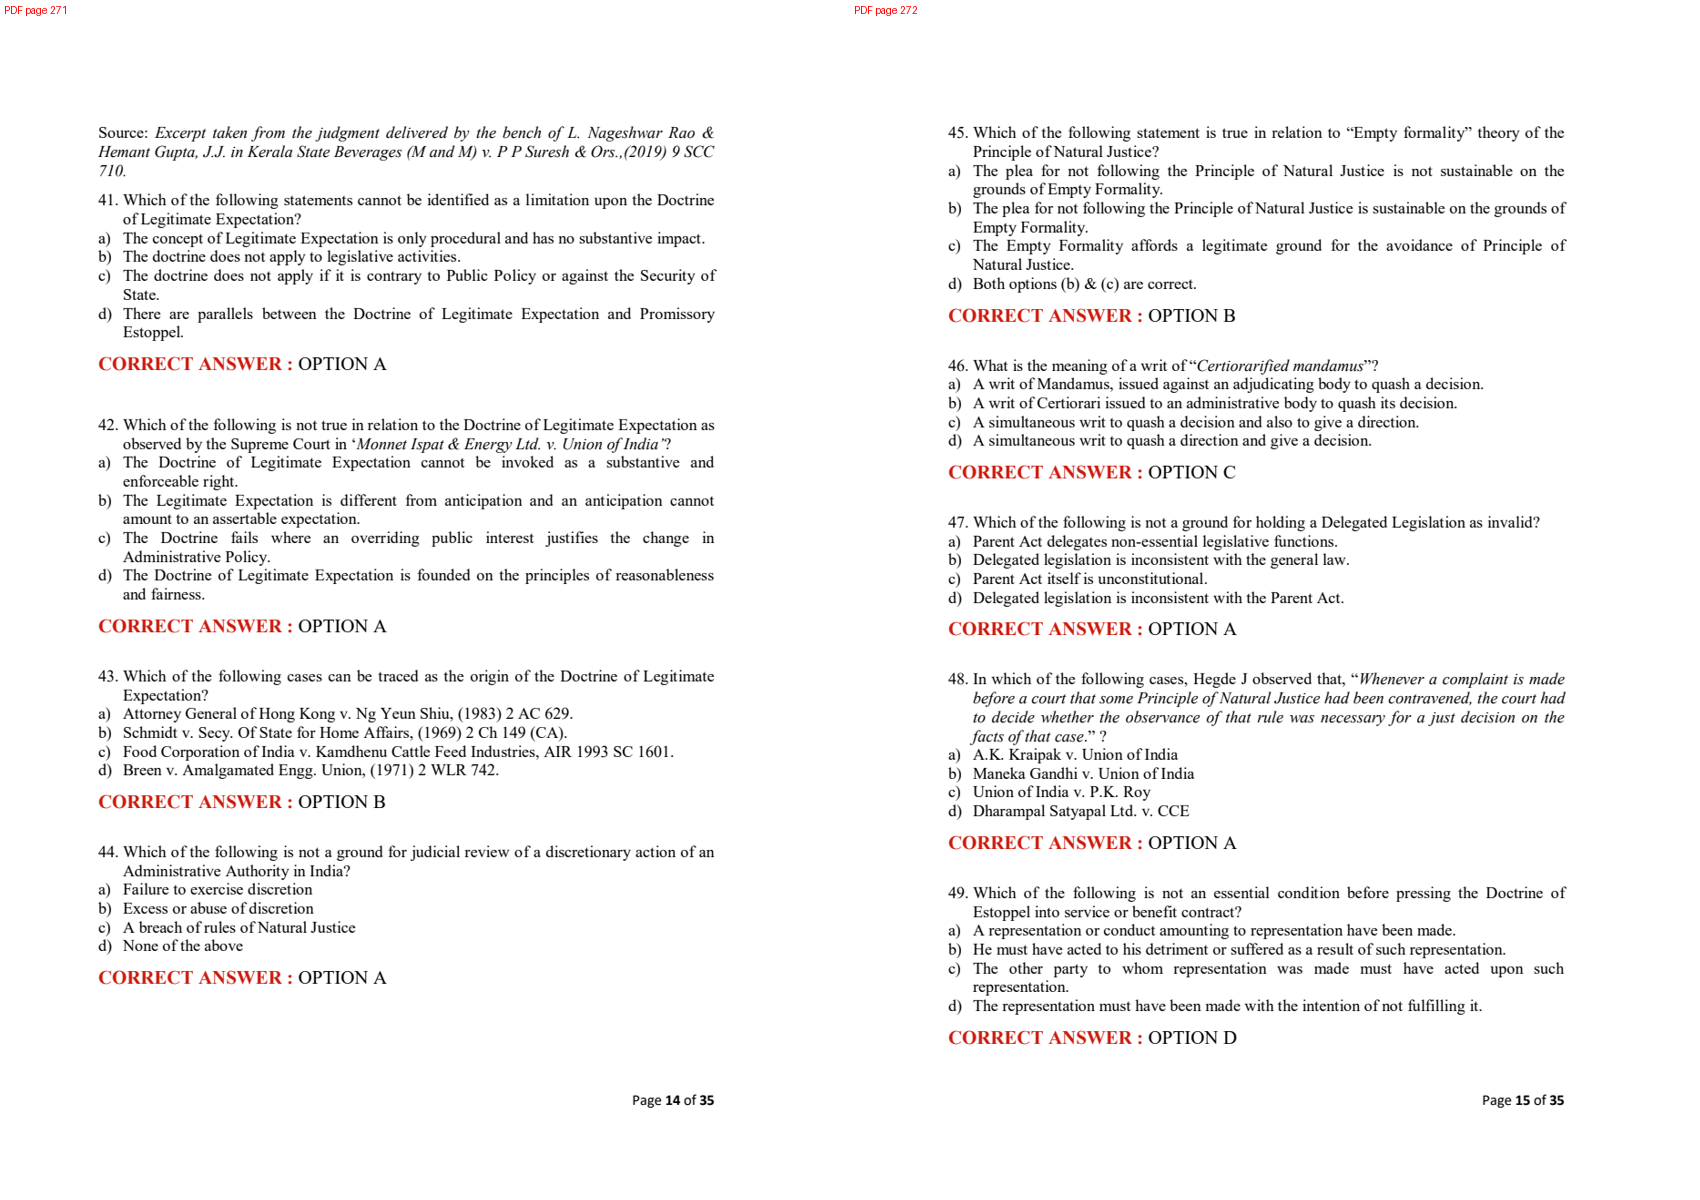 PDF page 271
Source: Excerpt taken from the judgment delivered by the bench of L. Nageshwar Rao &
Hemant Gupta, J.J. in Kerala State Beverages (M and M) v. P P Suresh & Ors.,(2019) 9 SCC
710.
41. Which of the following statements cannot be identified as a limitation upon the Doctrine
of Legitimate Expectation?
a) The concept of Legitimate Expectation is only procedural and has no substantive impact.
b) The doctrine does not apply to legislative activities.
c) The doctrine does not apply if it is contrary to Public Policy or against the Security of
State.
d) There are parallels between the Doctrine of Legitimate Expectation and Promissory
Estoppel.
CORRECT ANSWER : OPTION A
42. Which of the following is not true in relation to the Doctrine of Legitimate Expectation as
observed by the Supreme Court in ‘Monnet Ispat & Energy Ltd. v. Union of India’?
a) The Doctrine of Legitimate Expectation cannot be invoked as a substantive and
enforceable right.
b) The Legitimate Expectation is different from anticipation and an anticipation cannot
amount to an assertable expectation.
c) The Doctrine fails where an overriding public interest justifies the change in
Administrative Policy.
d) The Doctrine of Legitimate Expectation is founded on the principles of reasonableness
and fairness.
CORRECT ANSWER : OPTION A
43. Which of the following cases can be traced as the origin of the Doctrine of Legitimate
Expectation?
a) Attorney General of Hong Kong v. Ng Yeun Shiu, (1983) 2 AC 629.
b) Schmidt v. Secy. Of State for Home Affairs, (1969) 2 Ch 149 (CA).
c) Food Corporation of India v. Kamdhenu Cattle Feed Industries, AIR 1993 SC 1601.
d) Breen v. Amalgamated Engg. Union, (1971) 2 WLR 742.
CORRECT ANSWER : OPTION B
44. Which of the following is not a ground for judicial review of a discretionary action of an
Administrative Authority in India?
a) Failure to exercise discretion
b) Excess or abuse of discretion
c) A breach of rules of Natural Justice
d) None of the above
CORRECT ANSWER : OPTION A
Page 14 of 35
PDF page 272
45. Which of the following statement is true in relation to “Empty formality” theory of the
Principle of Natural Justice?
a) The plea for not following the Principle of Natural Justice is not sustainable on the
grounds of Empty Formality.
b) The plea for not following the Principle of Natural Justice is sustainable on the grounds of
Empty Formality.
c) The Empty Formality affords a legitimate ground for the avoidance of Principle of
Natural Justice.
d) Both options (b) & (c) are correct.
CORRECT ANSWER : OPTION B
46. What is the meaning of a writ of “Certiorarified mandamus”?
a) A writ of Mandamus, issued against an adjudicating body to quash a decision.
b) A writ of Certiorari issued to an administrative body to quash its decision.
c) A simultaneous writ to quash a decision and also to give a direction.
d) A simultaneous writ to quash a direction and give a decision.
CORRECT ANSWER : OPTION C
47. Which of the following is not a ground for holding a Delegated Legislation as invalid?
a) Parent Act delegates non-essential legislative functions.
b) Delegated legislation is inconsistent with the general law.
c) Parent Act itself is unconstitutional.
d) Delegated legislation is inconsistent with the Parent Act.
CORRECT ANSWER : OPTION A
48. In which of the following cases, Hegde J observed that, “Whenever a complaint is made
before a court that some Principle of Natural Justice had been contravened, the court had
to decide whether the observance of that rule was necessary for a just decision on the
facts of that case.” ?
a) A.K. Kraipak v. Union of India
b) Maneka Gandhi v. Union of India
c) Union of India v. P.K. Roy
d) Dharampal Satyapal Ltd. v. CCE
CORRECT ANSWER : OPTION A
49. Which of the following is not an essential condition before pressing the Doctrine of
Estoppel into service or benefit contract?
a) A representation or conduct amounting to representation have been made.
b) He must have acted to his detriment or suffered as a result of such representation.
c) The other party to whom representation was made must have acted upon such
representation.
d) The representation must have been made with the intention of not fulfilling it.
CORRECT ANSWER : OPTION D
Page 15 of 35